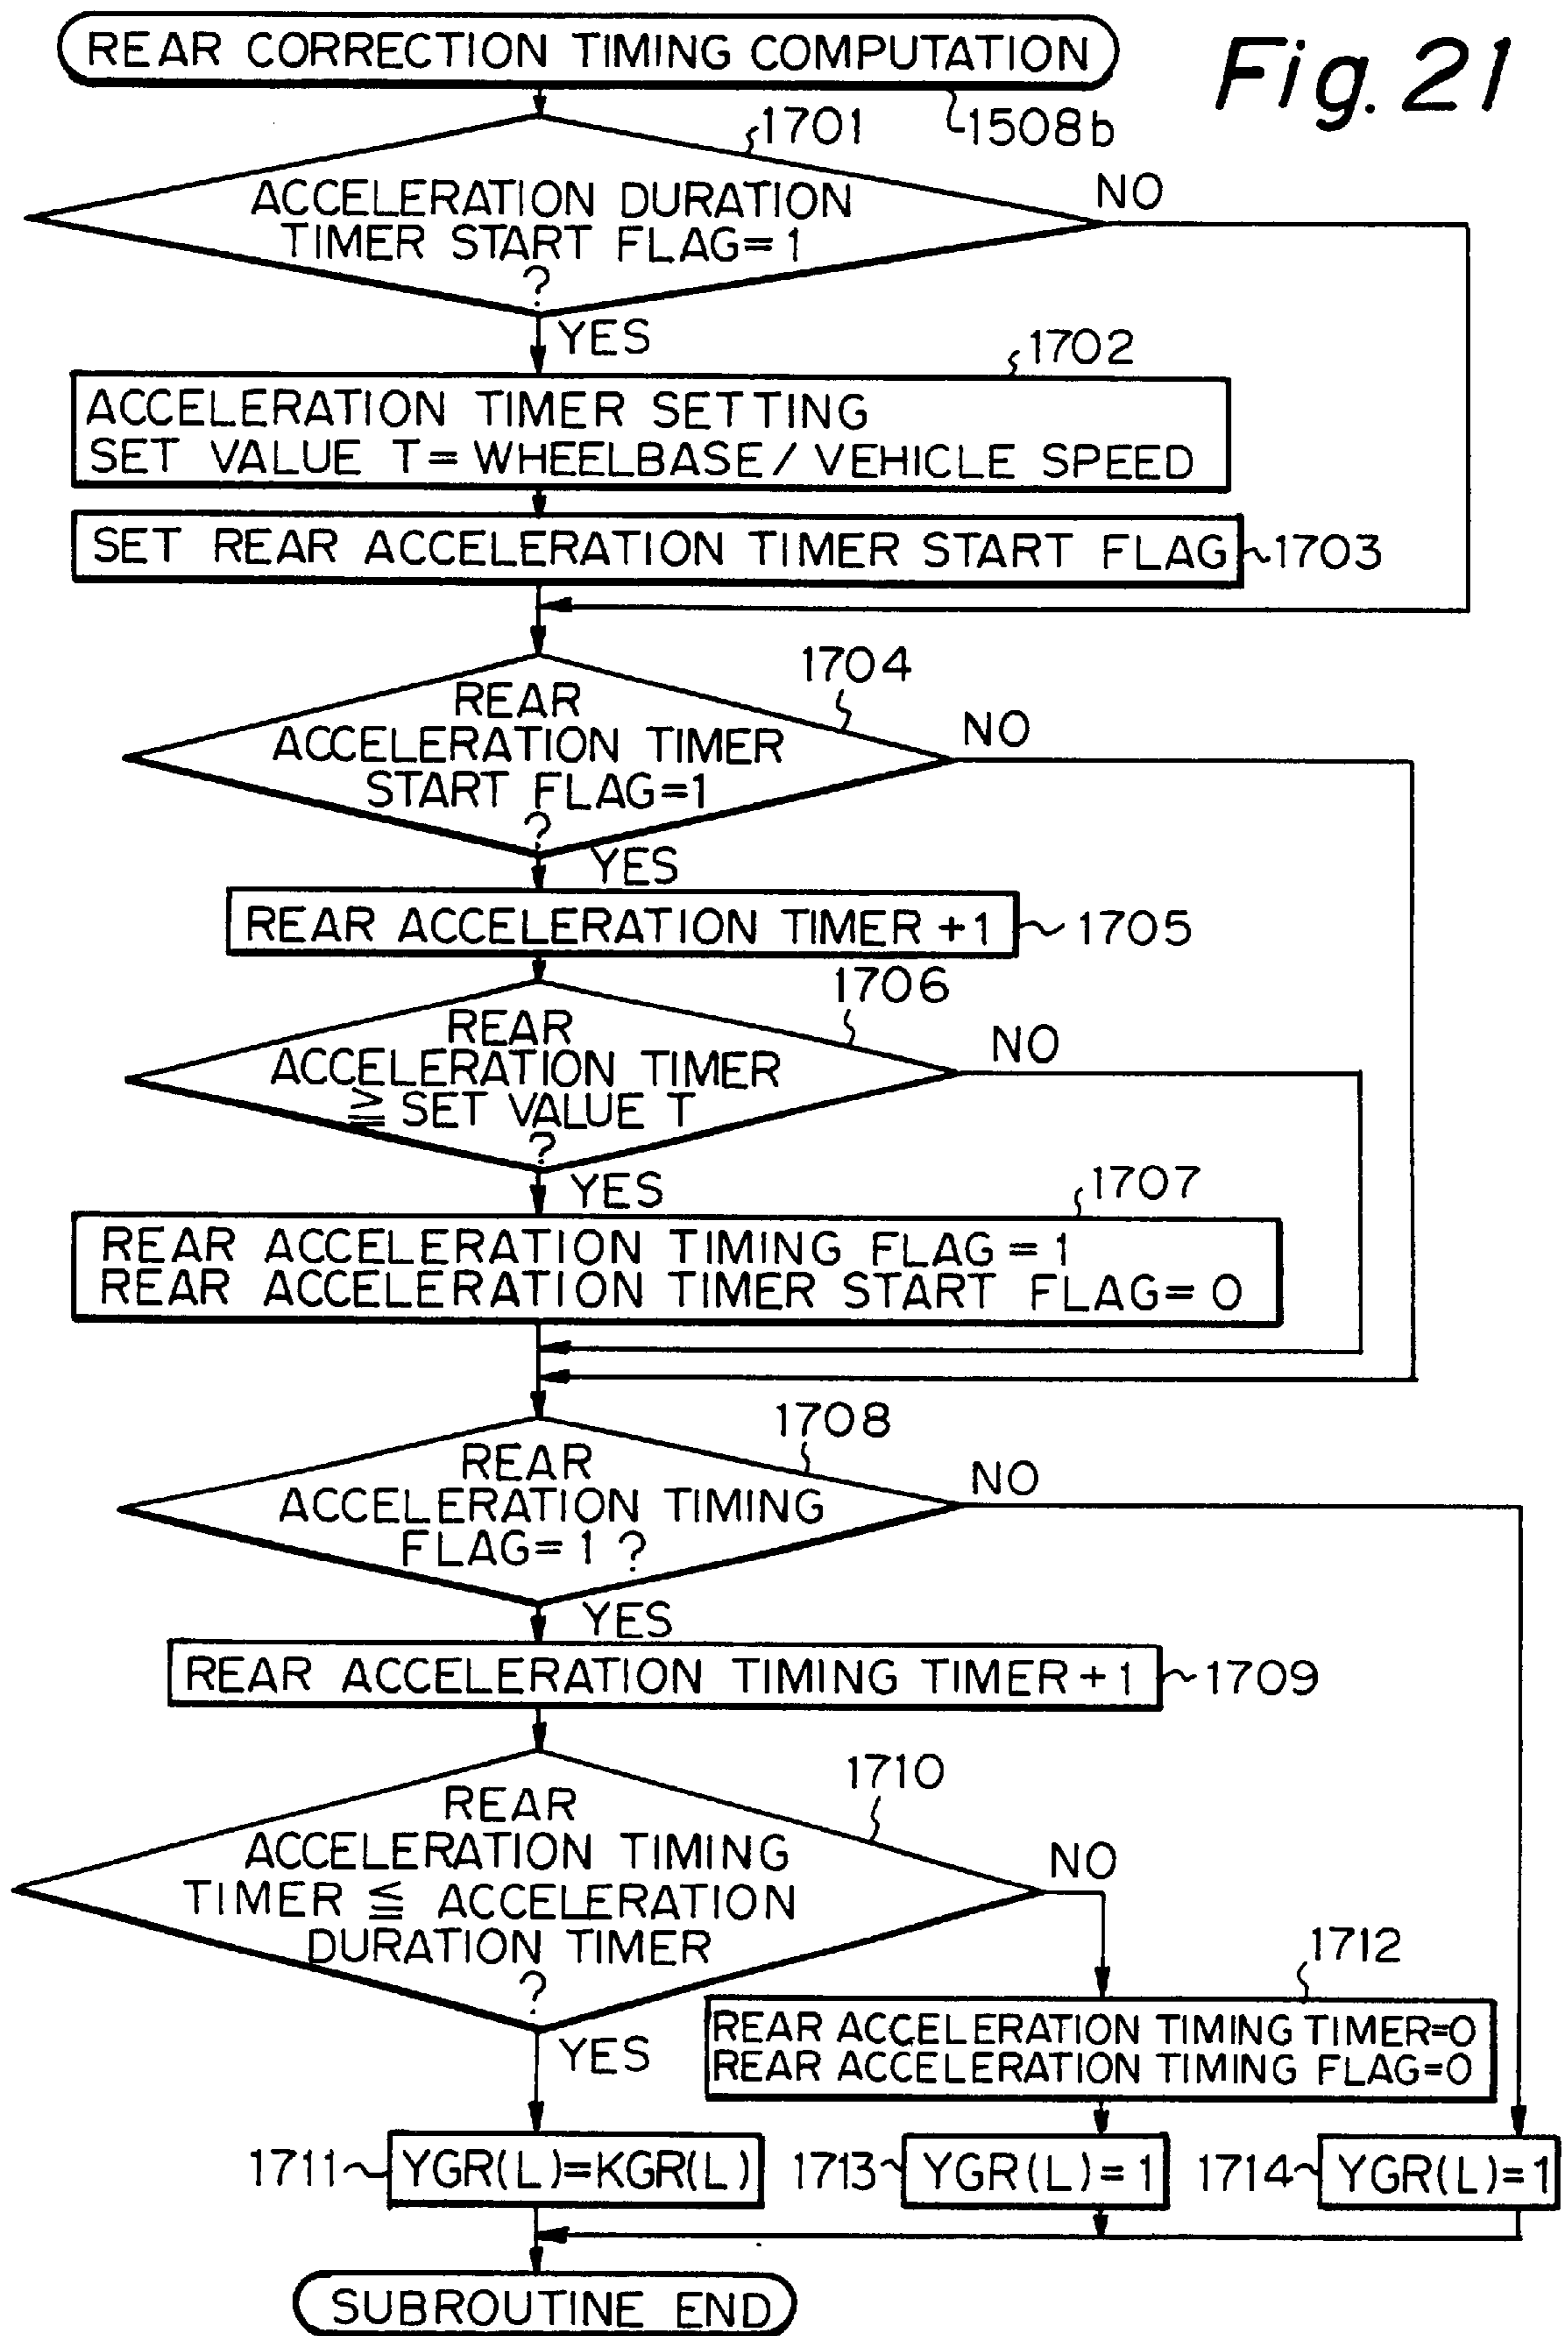 REAR CORRECTION TIMING COMPUTATION
Fig. 21
1508b
1701
ACCELERATION DURATION
TIMER START FLAG=1
?
NO
YES
1702
ACCELERATION TIMER SETTING
SET VALUE T=WHEELBASE/VEHICLE SPEED
SET REAR ACCELERATION TIMER START FLAG
1703
1704
REAR
ACCELERATION TIMER
START FLAG=1
?
NO
YES
REAR ACCELERATION TIMER +1
1705
1706
REAR
ACCELERATION TIMER
≧ SET VALUE T
?
NO
YES
1707
REAR ACCELERATION TIMING FLAG=1
REAR ACCELERATION TIMER START FLAG=0
1708
REAR
ACCELERATION TIMING
FLAG=1 ?
NO
YES
REAR ACCELERATION TIMING TIMER+1
1709
1710
REAR
ACCELERATION TIMING
TIMER ≦ ACCELERATION
DURATION TIMER
?
NO
YES
1712
REAR ACCELERATION TIMING TIMER=0
REAR ACCELERATION TIMING FLAG=0
1711
YGR(L)=KGR(L)
1713
YGR(L)=1
1714
YGR(L)=1
SUBROUTINE END